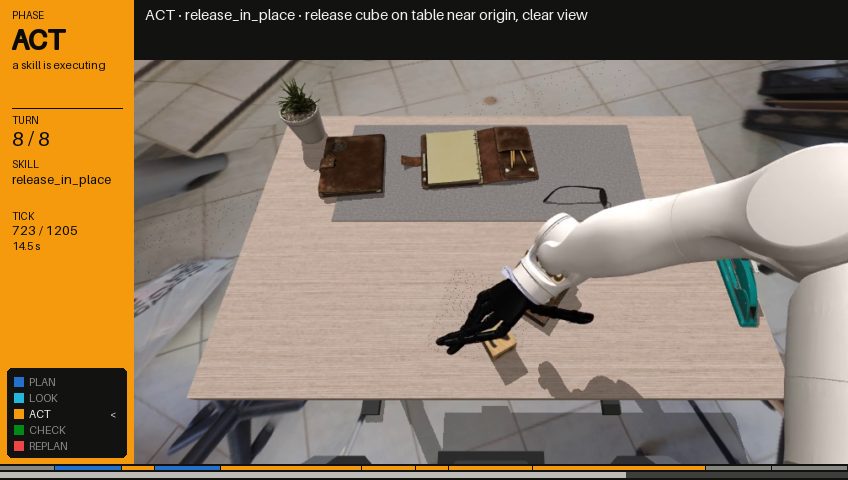 PHASE
ACT
a skill is executing
TURN
8 / 8
SKILL
release_in_place
TICK
723 / 1205
14.5 s
PLAN
LOOK
ACT <
CHECK
REPLAN
ACT · release_in_place · release cube on table near origin, clear view